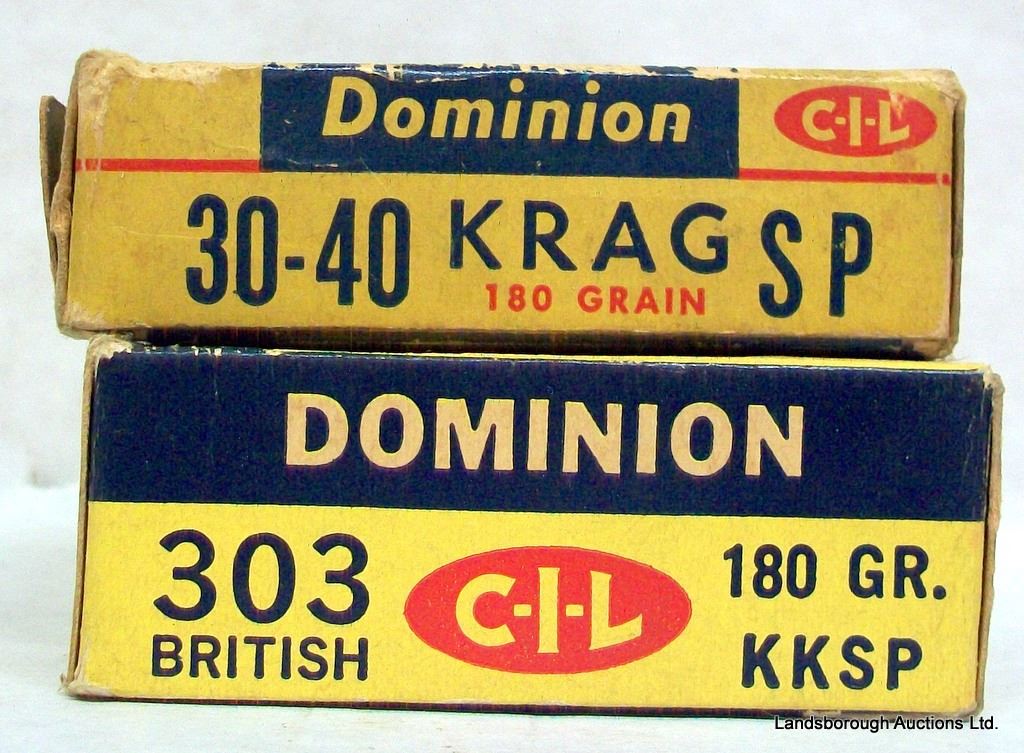 Dominion C-I-L
30-40 KRAG SP
180 GRAIN
DOMINION
303 C-I-L 180 GR.
BRITISH KKSP
Landsborough Auctions Ltd.